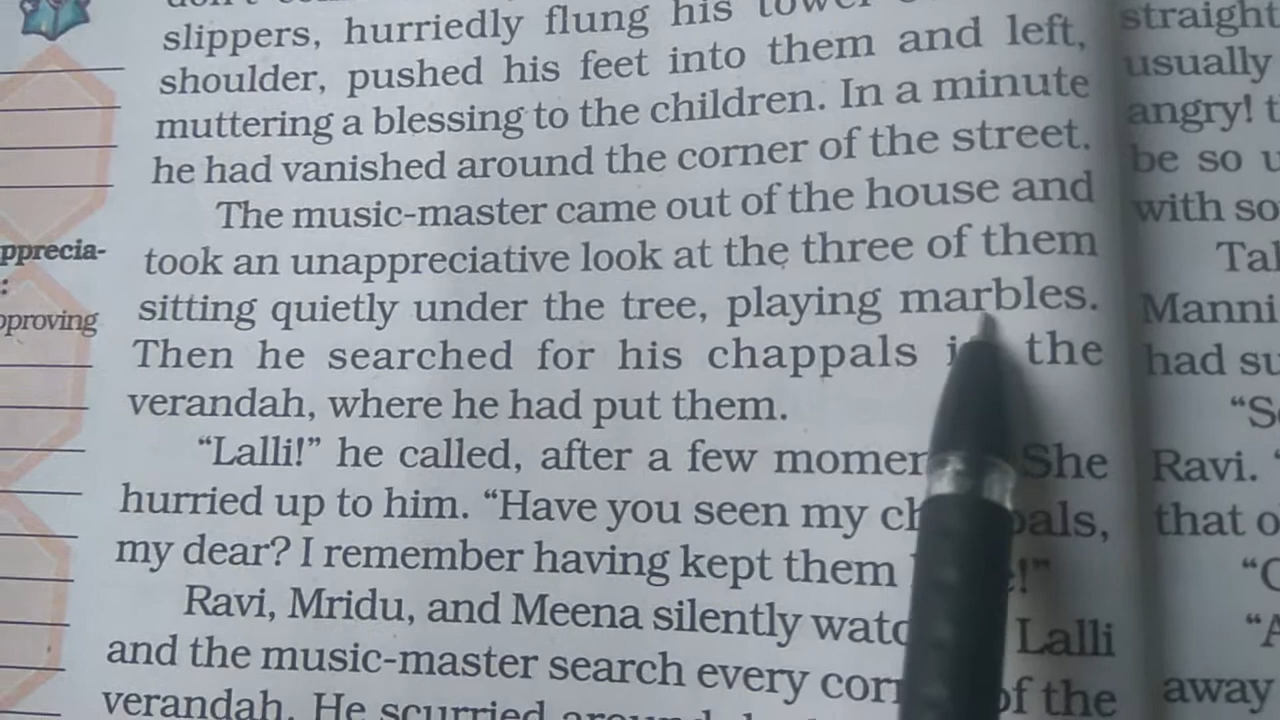 slippers, hurriedly flung his
shoulder, pushed his feet into them and left,
muttering a blessing to the children. In a minute
he had vanished around the corner of the street.
The music-master came out of the house and
took an unappreciative look at the three of them
sitting quietly under the tree, playing marbles.
Then he searched for his chappals the
verandah, where he had put them.
“Lalli!” he called, after a few She
hurried up to him. “Have you seen my
my dear? I remember having kept them
Ravi, Mridu, and Meena silently Lalli
and the music-master search every of the
verandah. He scurried
pprecia-
:
pproving
straight
usually
angry! t
be so u
with so
Tal
Manni
had su
“So
Ravi. “
that o
“C
“A
away